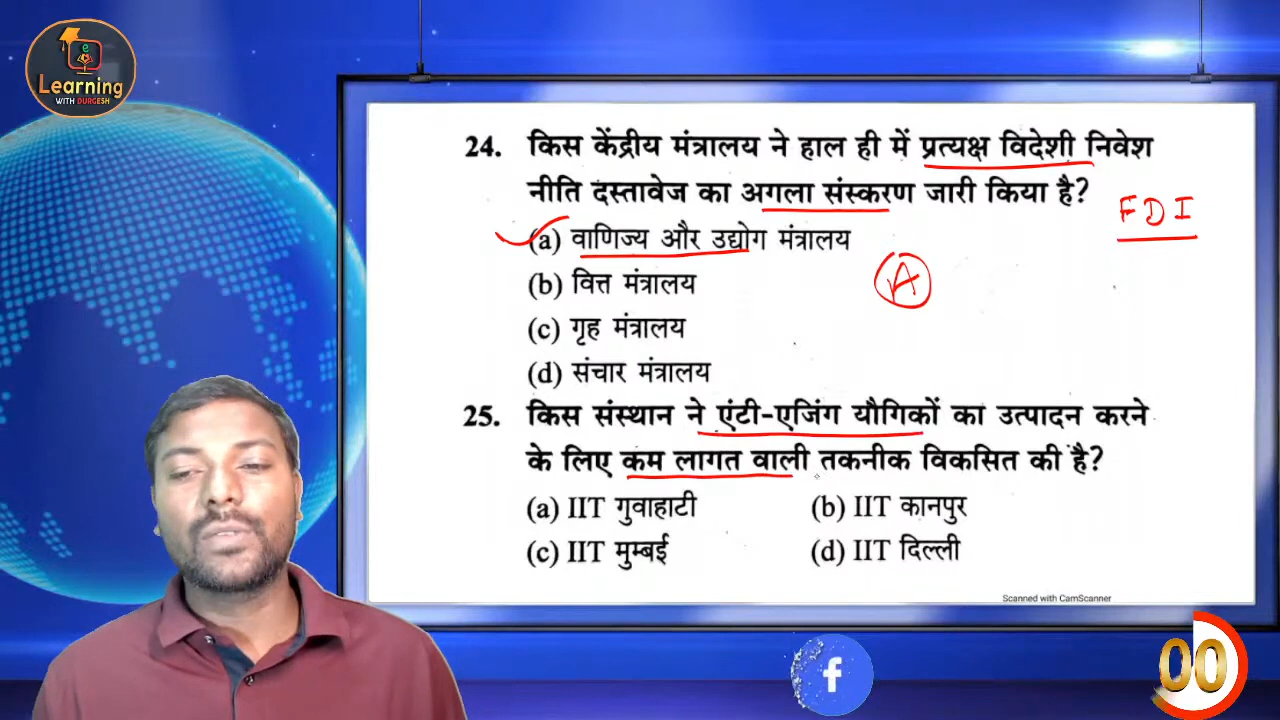 e
Learning
WITH DURGESH
24. किस केंद्रीय मंत्रालय ने हाल ही में प्रत्यक्ष विदेशी निवेश
नीति दस्तावेज का अगला संस्करण जारी किया है?
FDI
(a) वाणिज्य और उद्योग मंत्रालय
A
(b) वित्त मंत्रालय
(c) गृह मंत्रालय
(d) संचार मंत्रालय
25. किस संस्थान ने एंटी-एजिंग यौगिकों का उत्पादन करने
के लिए कम लागत वाली तकनीक विकसित की है?
(a) IIT गुवाहाटी (b) IIT कानपुर
(c) IIT मुम्बई (d) IIT दिल्ली
Scanned with CamScanner
f
00